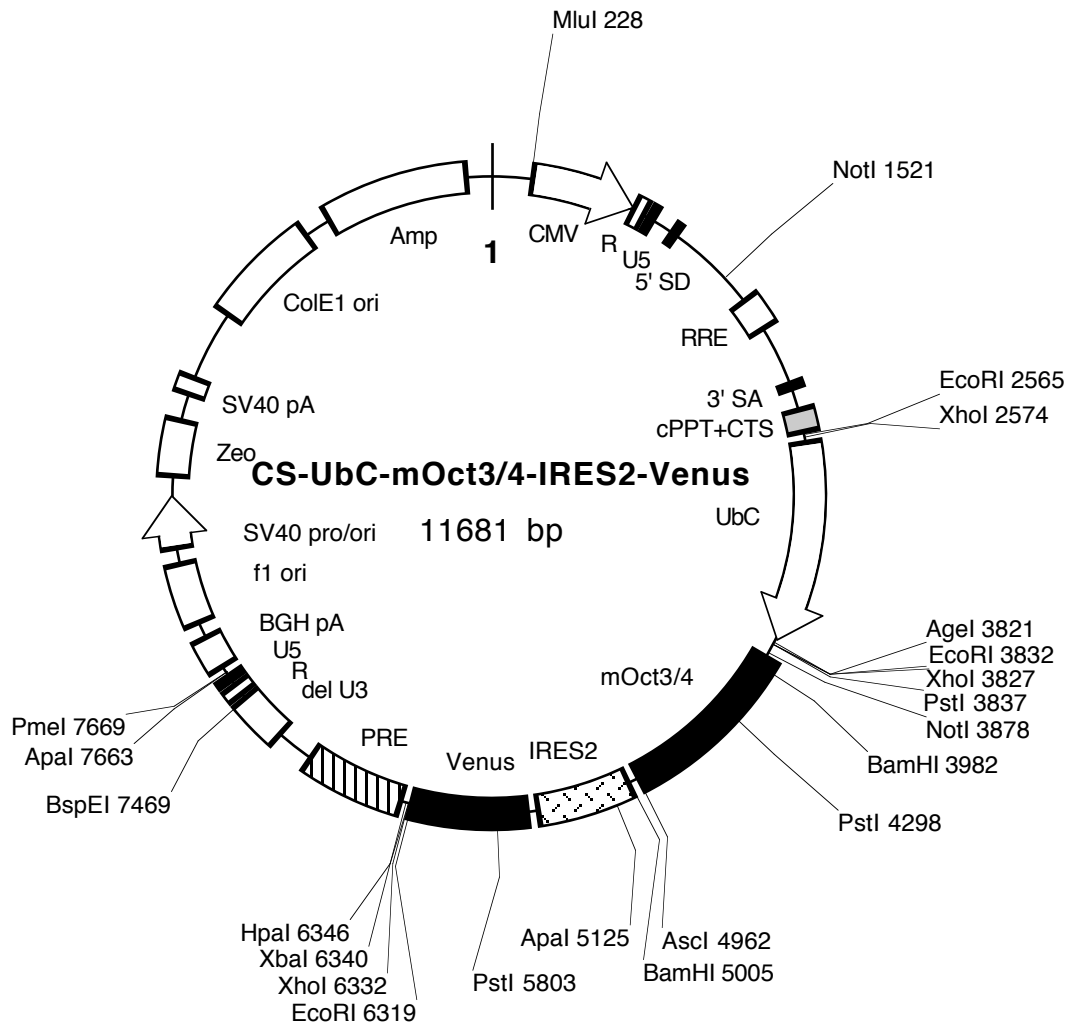 MluI 228
NotI 1521
Amp
CMV
R
U5
5' SD
1
ColE1 ori
RRE
EcoRI 2565
XhoI 2574
3' SA
cPPT+CTS
SV40 pA
Zeo
CS-UbC-mOct3/4-IRES2-Venus
11681 bp
UbC
SV40 pro/ori
f1 ori
BGH pA
U5
R
del U3
mOct3/4
AgeI 3821
EcoRI 3832
XhoI 3827
PstI 3837
NotI 3878
BamHI 3982
PmeI 7669
ApaI 7663
BspEI 7469
PRE
Venus
IRES2
PstI 4298
HpaI 6346
XbaI 6340
XhoI 6332
EcoRI 6319
PstI 5803
ApaI 5125
AscI 4962
BamHI 5005